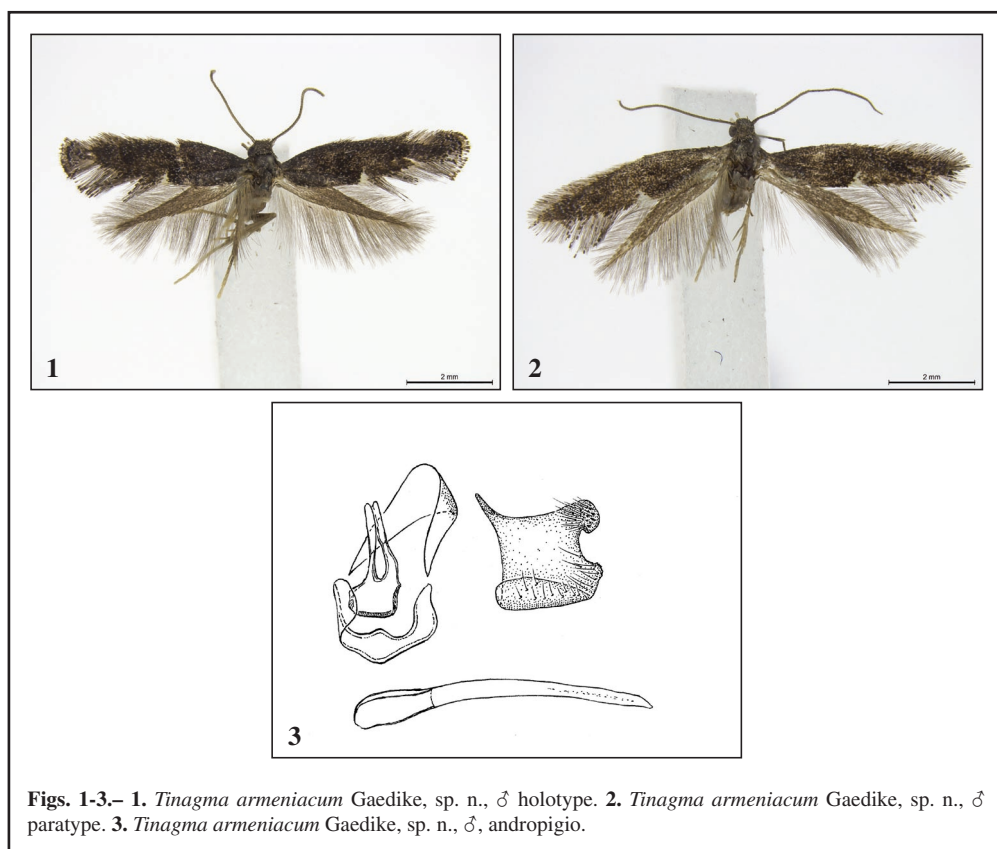 1
2 mm
2
2 mm
3
Figs. 1-3.– 1. Tinagma armeniacum Gaedike, sp. n., ♂ holotype. 2. Tinagma armeniacum Gaedike, sp. n., ♂
paratype. 3. Tinagma armeniacum Gaedike, sp. n., ♂, andropigio.